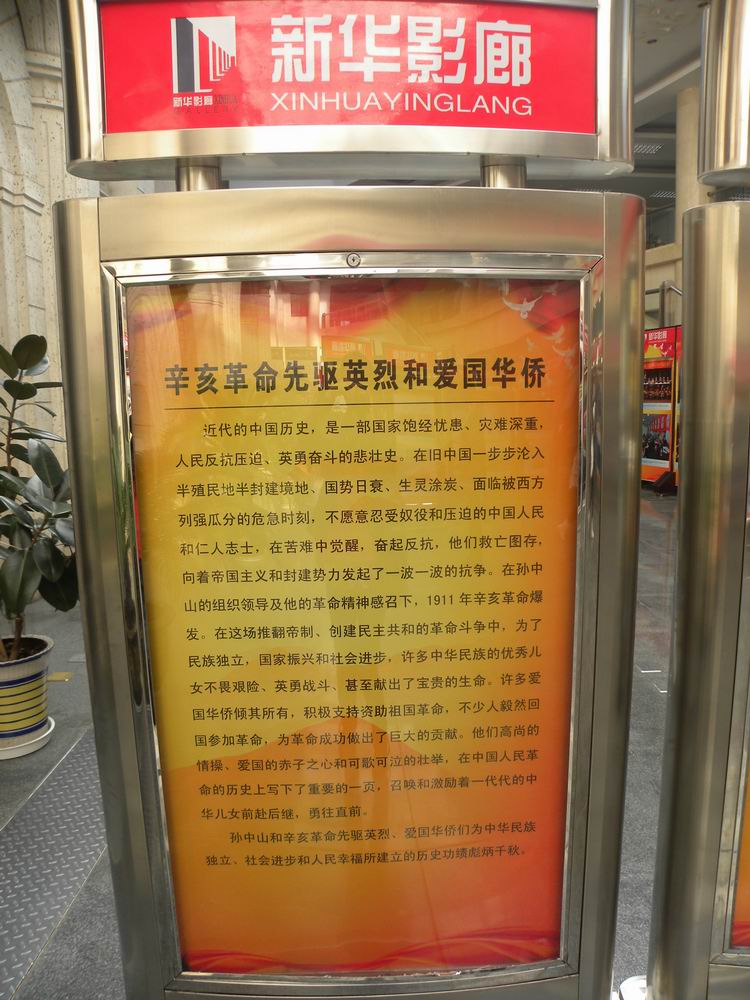 新华影廊
XINHUAYINGLANG
新华影廊
GALLERY
辛亥革命先驱英烈和爱国华侨
近代的中国历史，是一部国家饱经忧患、灾难深重，
人民反抗压迫、英勇奋斗的悲壮史。在旧中国一步步沦入
半殖民地半封建境地、国势日衰、生灵涂炭、面临被西方
列强瓜分的危急时刻，不愿意忍受奴役和压迫的中国人民
和仁人志士，在苦难中觉醒，奋起反抗，他们救亡图存，
向着帝国主义和封建势力发起了一波一波的抗争。在孙中
山的组织领导及他的革命精神感召下，1911年辛亥革命爆
发。在这场推翻帝制、创建民主共和的革命斗争中，为了
民族独立，国家振兴和社会进步，许多中华民族的优秀儿
女不畏艰险、英勇战斗、甚至献出了宝贵的生命。许多爱
国华侨倾其所有，积极支持资助祖国革命，不少人毅然回
国参加革命，为革命成功做出了巨大的贡献。他们高尚的
情操、爱国的赤子之心和可歌可泣的壮举，在中国人民革
命的历史上写下了重要的一页，召唤和激励着一代代的中
华儿女前赴后继，勇往直前。
孙中山和辛亥革命先驱英烈、爱国华侨们为中华民族
独立、社会进步和人民幸福所建立的历史功绩彪炳千秋。